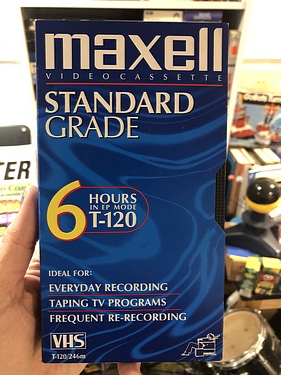 maxell
VIDEOCASSETTE
STANDARD
GRADE
6 HOURS
IN EP MODE
T-120
IDEAL FOR:
EVERYDAY RECORDING
TAPING TV PROGRAMS
FREQUENT RE-RECORDING
VHS
T-120/246m
TER